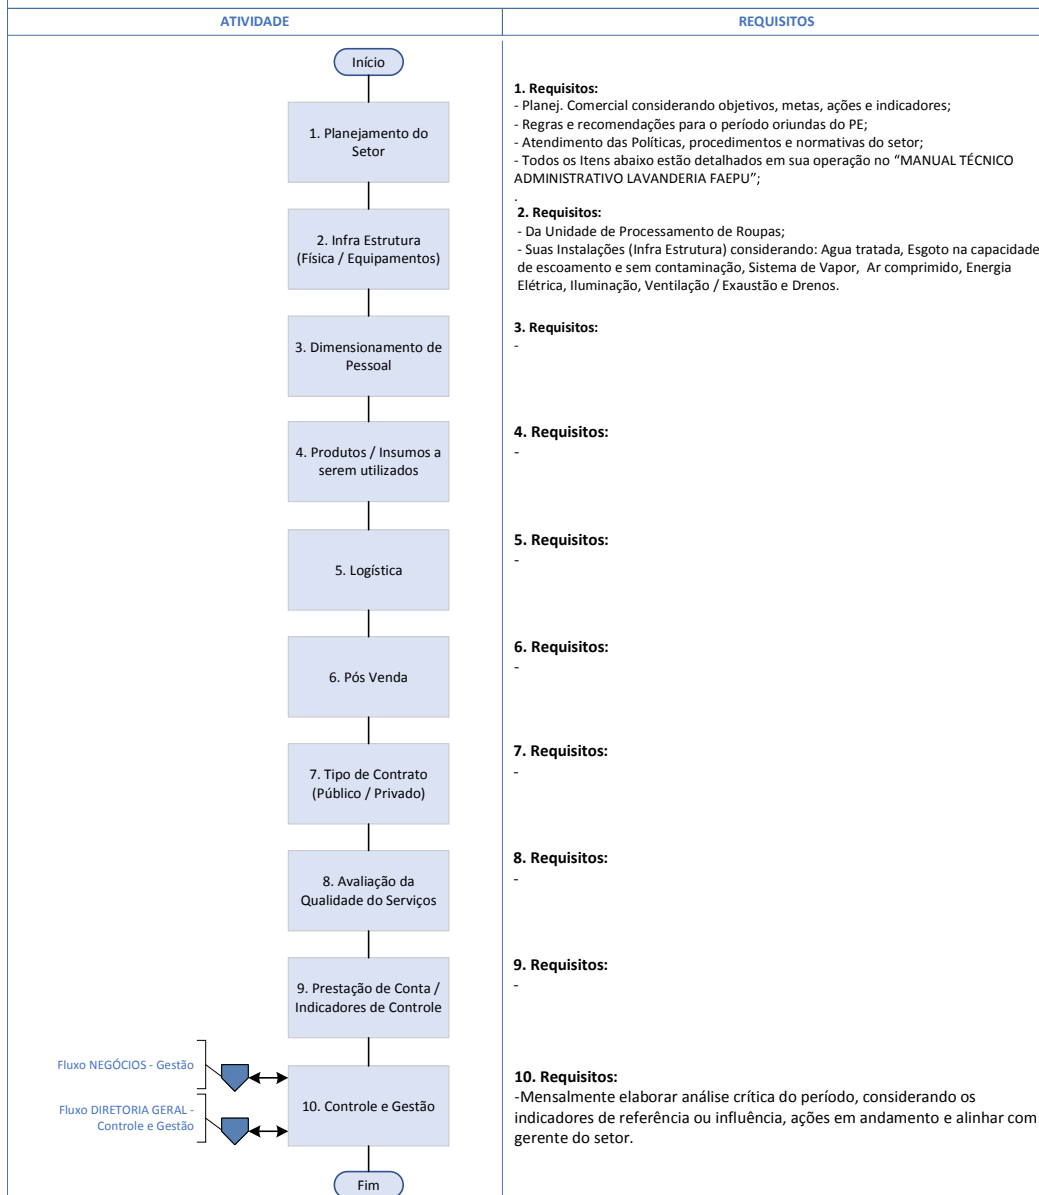 ATIVIDADE
REQUISITOS
Início
1. Planejamento do
Setor
1. Requisitos:
- Planej. Comercial considerando objetivos, metas, ações e indicadores;
- Regras e recomendações para o período oriundas do PE;
- Atendimento das Políticas, procedimentos e normativas do setor;
- Todos os Itens abaixo estão detalhados em sua operação no “MANUAL TÉCNICO
ADMINISTRATIVO LAVANDERIA FAEPU”;
.
2. Infra Estrutura
(Física / Equipamentos)
2. Requisitos:
- Da Unidade de Processamento de Roupas;
- Suas Instalações (Infra Estrutura) considerando: Agua tratada, Esgoto na capacidade
de escoamento e sem contaminação, Sistema de Vapor, Ar comprimido, Energia
Elétrica, Iluminação, Ventilação / Exaustão e Drenos.
3. Dimensionamento de
Pessoal
3. Requisitos:
-
4. Produtos / Insumos a
serem utilizados
4. Requisitos:
-
5. Logística
5. Requisitos:
-
6. Pós Venda
6. Requisitos:
-
7. Tipo de Contrato
(Público / Privado)
7. Requisitos:
-
8. Avaliação da
Qualidade do Serviços
8. Requisitos:
-
9. Prestação de Conta /
Indicadores de Controle
9. Requisitos:
-
Fluxo NEGÓCIOS - Gestão
Fluxo DIRETORIA GERAL -
Controle e Gestão
10. Controle e Gestão
10. Requisitos:
-Mensalmente elaborar análise crítica do período, considerando os
indicadores de referência ou influência, ações em andamento e alinhar com
gerente do setor.
Fim